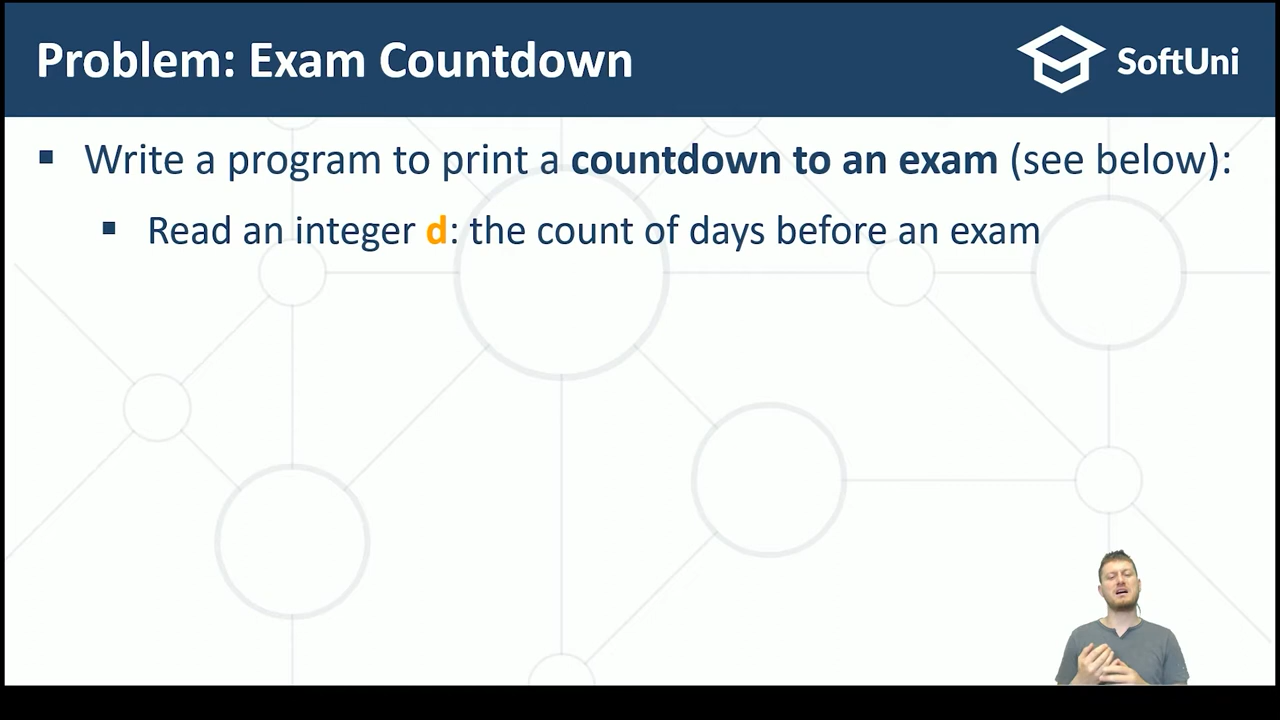 Problem: Exam Countdown
SoftUni
Write a program to print a countdown to an exam (see below):
Read an integer d: the count of days before an exam